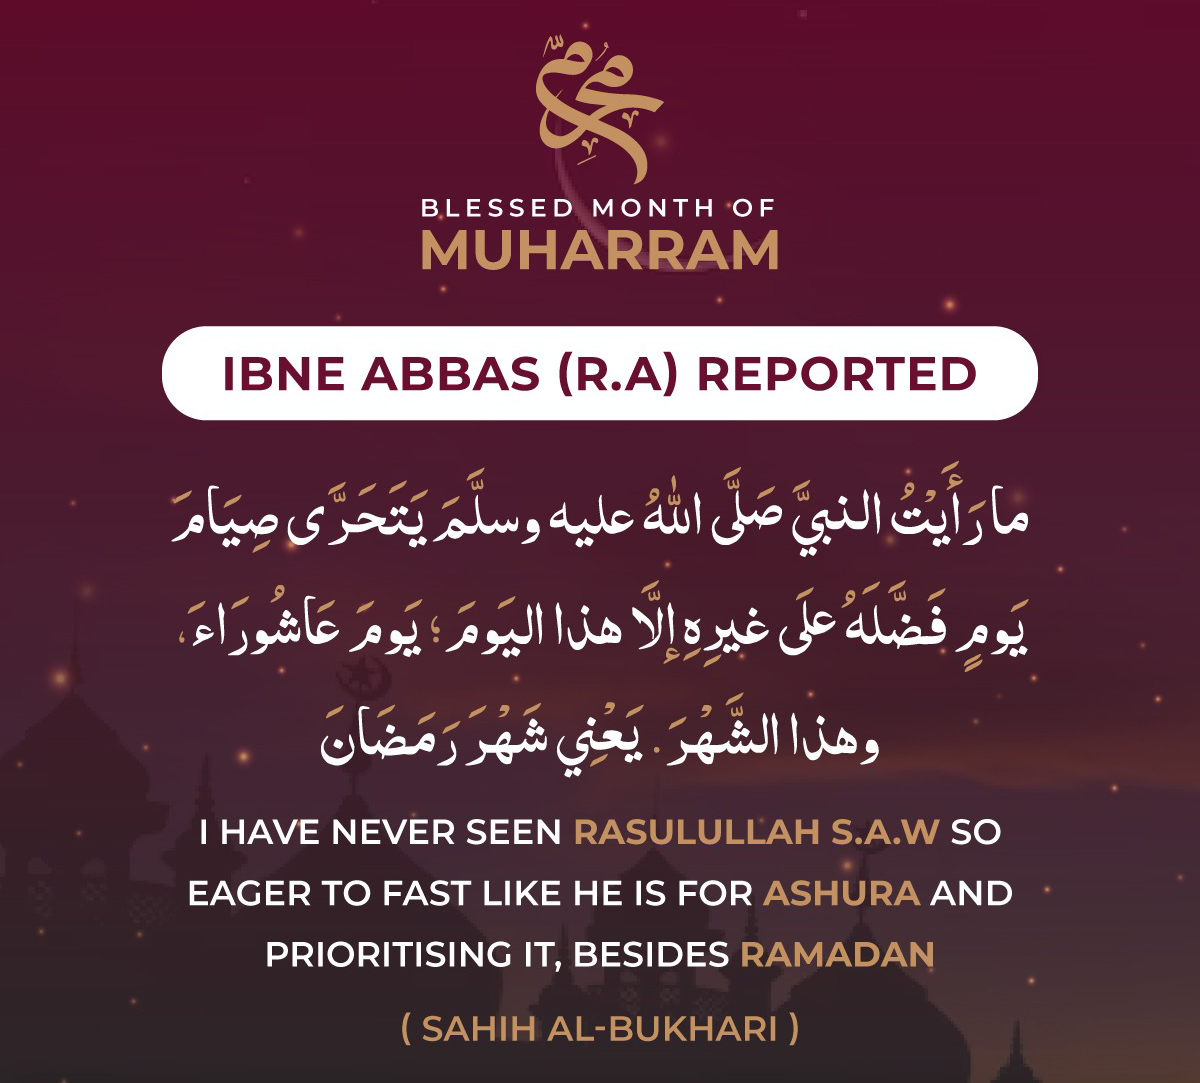 محرم
BLESSED MONTH OF
MUHARRAM
IBNE ABBAS (R.A) REPORTED
ما رَأَيْتُ النبيَّ صَلَّى اللهُ عليه وسلَّمَ يَتَحَرَّى صِيَامَ
يَومٍ فَضَّلَهُ علَى غيرِهِ إلَّا هذا اليَومَ؛ يَومَ عَاشُورَاءَ،
وهذا الشَّهْرَ. يَعْنِي شَهْرَ رَمَضَانَ
I HAVE NEVER SEEN RASULULLAH S.A.W SO
EAGER TO FAST LIKE HE IS FOR ASHURA AND
PRIORITISING IT, BESIDES RAMADAN
( SAHIH AL-BUKHARI )